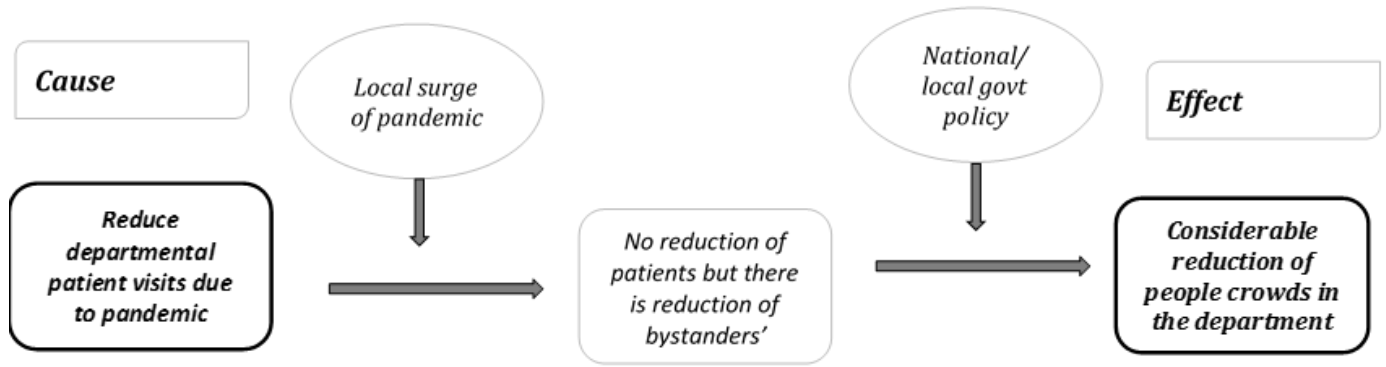 Cause
Local surge
of pandemic
National/
local govt
policy
Effect
Reduce
departmental
patient visits due
to pandemic
No reduction of
patients but there
is reduction of
bystanders’
Considerable
reduction of
people crowds in
the department